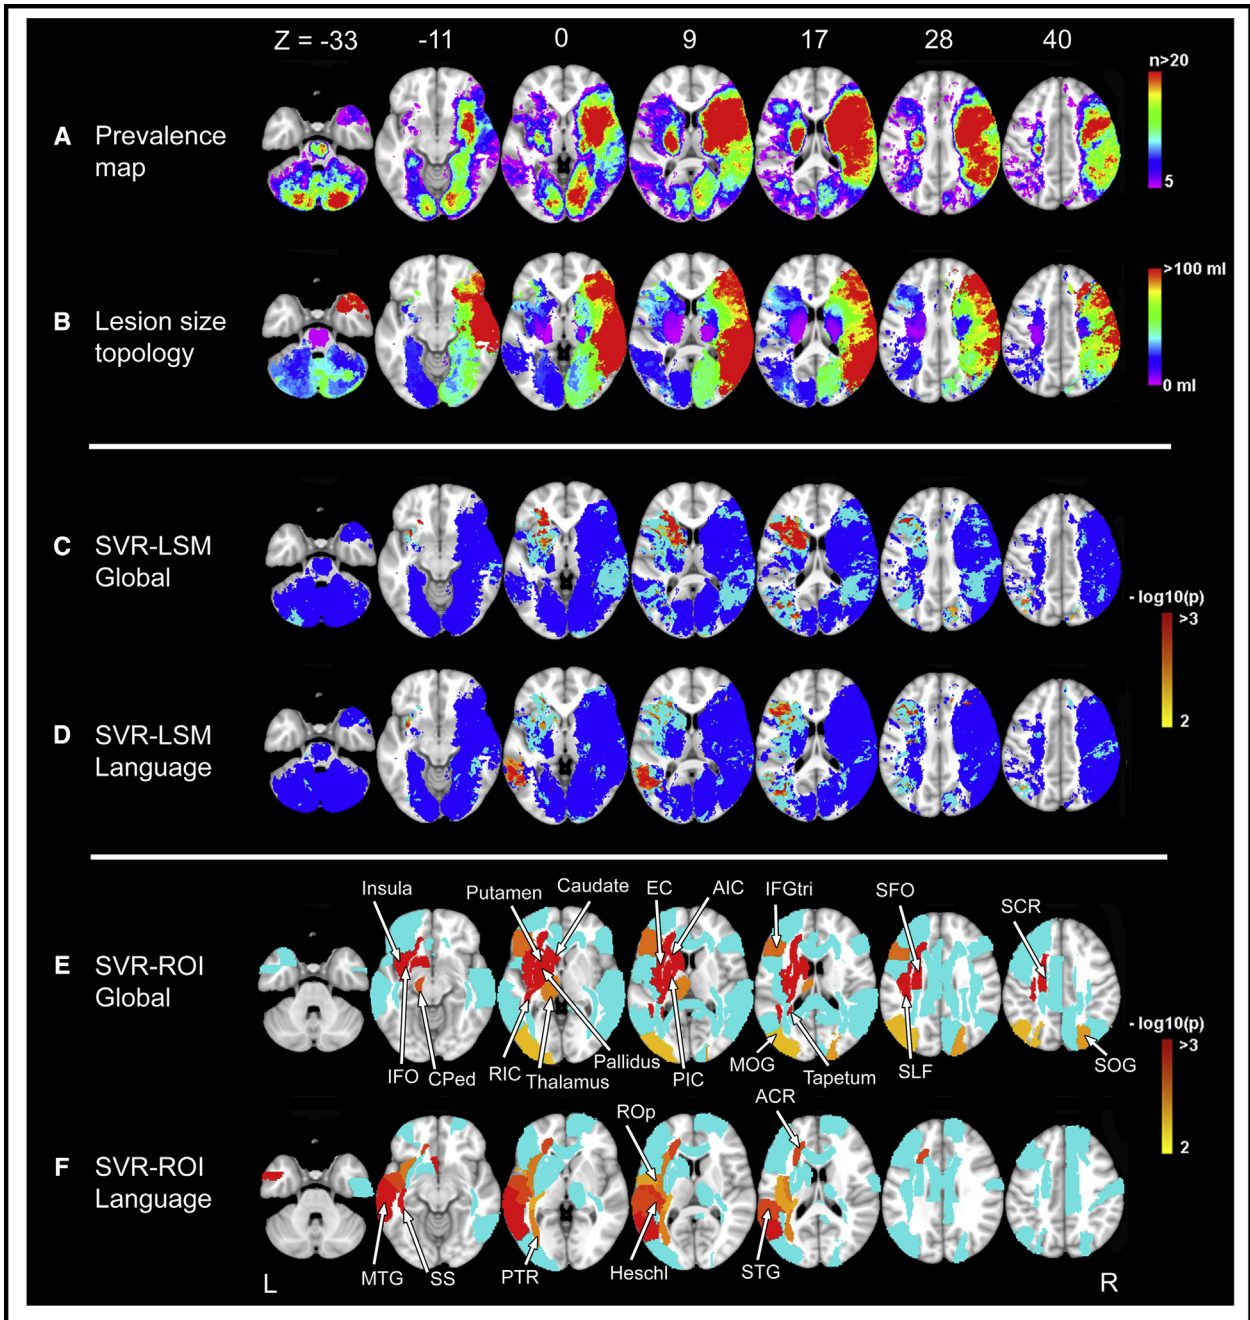 Z = -33 -11 0 9 17 28 40
n>20
A Prevalence
map
5
>100 ml
B Lesion size
topology
0 ml
C SVR-LSM
Global
- log10(p)
>3
D SVR-LSM
Language
2
Insula Putamen Caudate EC AIC IFGtri SFO SCR
E SVR-ROI
Global
- log10(p)
>3
IFO CPed RIC Thalamus Pallidus PIC MOG Tapetum SLF SOG
ROp ACR
2
F SVR-ROI
Language
MTG SS PTR Heschl STG
L R